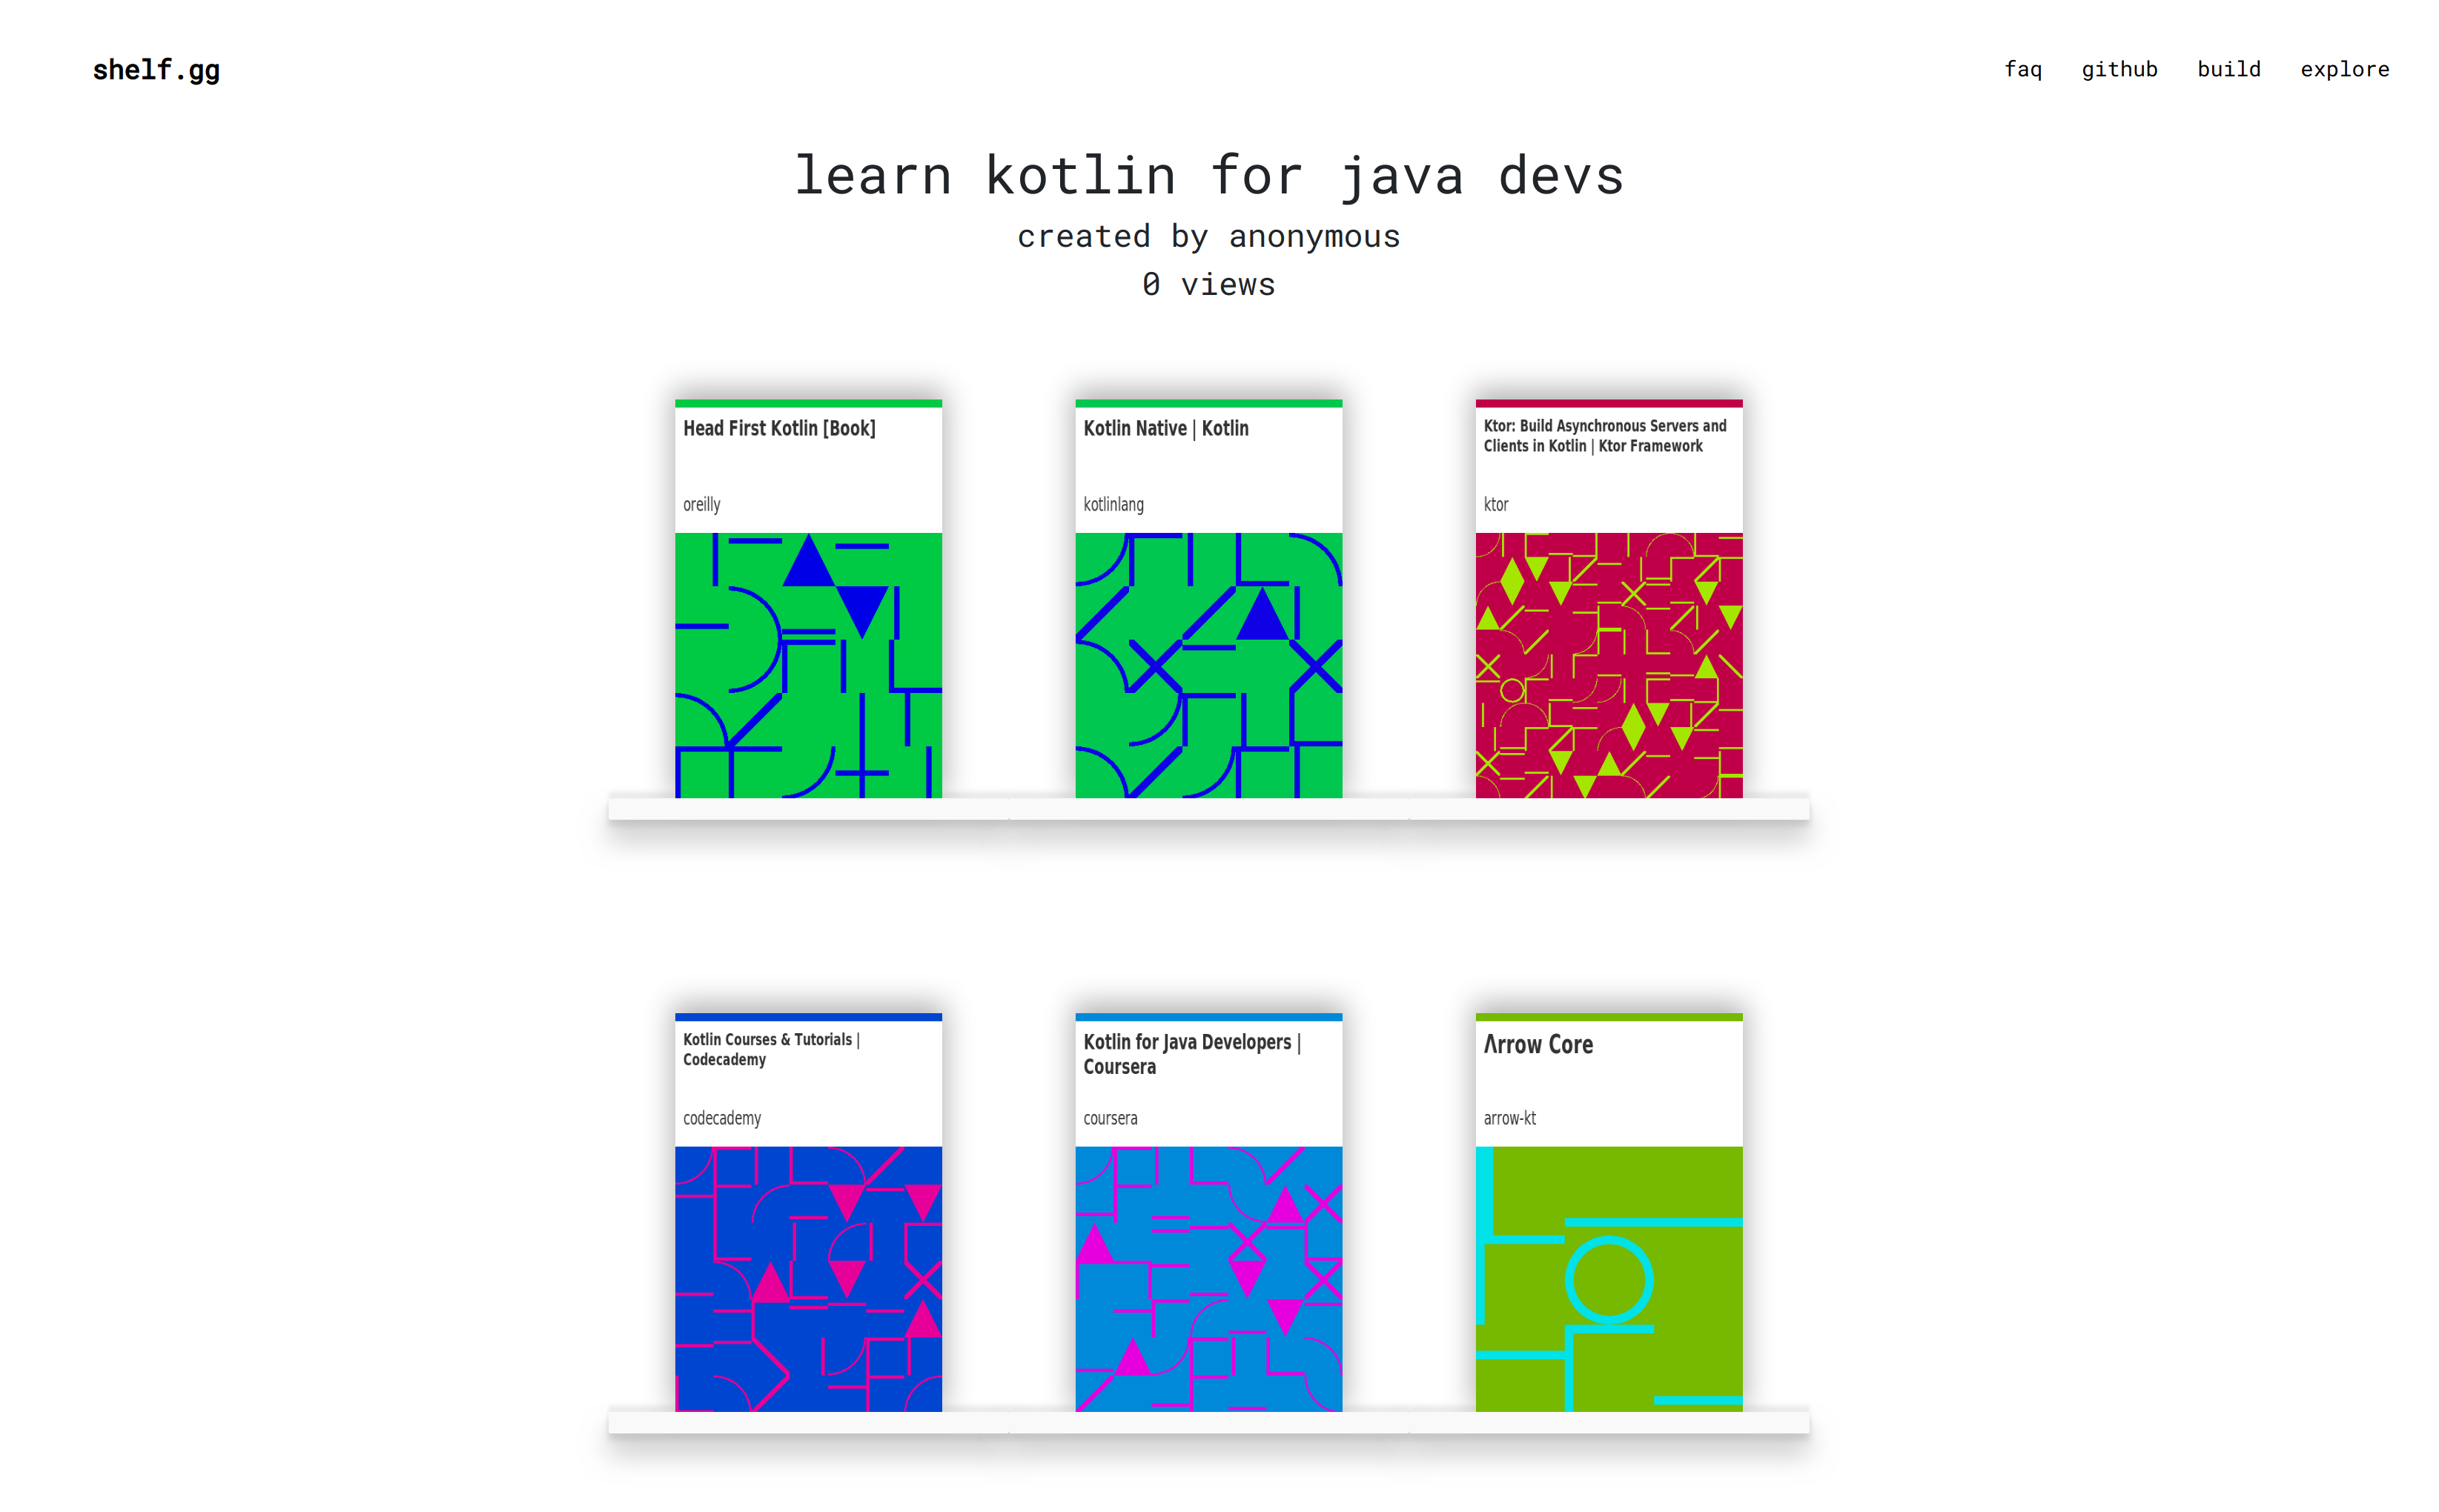 shelf.gg
faq github build explore
learn kotlin for java devs
created by anonymous
0 views
Head First Kotlin [Book]
oreilly
Kotlin Native | Kotlin
kotlinlang
Ktor: Build Asynchronous Servers and
Clients in Kotlin | Ktor Framework
ktor
Kotlin Courses & Tutorials |
Codecademy
codecademy
Kotlin for Java Developers |
Coursera
coursera
Λrrow Core
arrow-kt